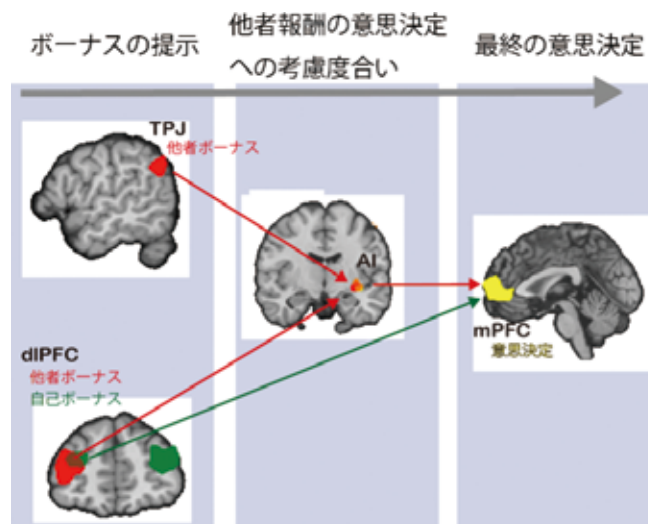 ボーナスの提示
他者報酬の意思決定
への考慮度合い
最終の意思決定
TPJ
他者ボーナス
AI
mPFC
意思決定
dlPFC
他者ボーナス
自己ボーナス